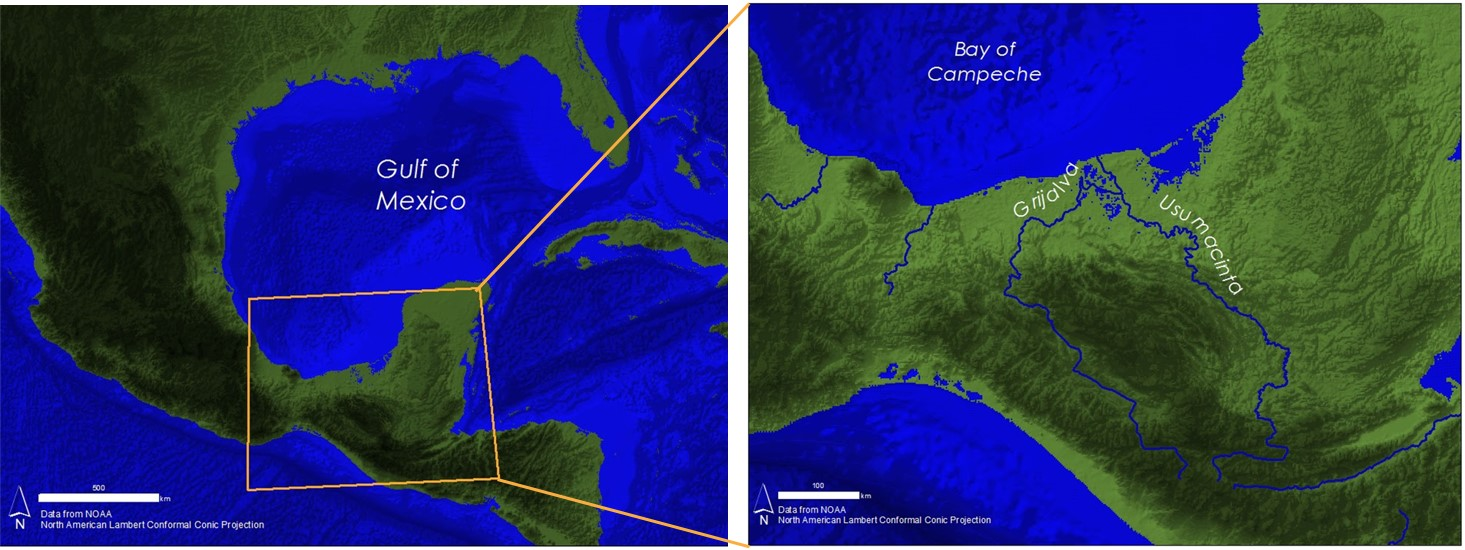 Gulf of
Mexico
500
km
N
Data from NOAA
North American Lambert Conformal Conic Projection
Bay of
Campeche
Grijalva
Usumacinta
100
km
N
Data from NOAA
North American Lambert Conformal Conic Projection